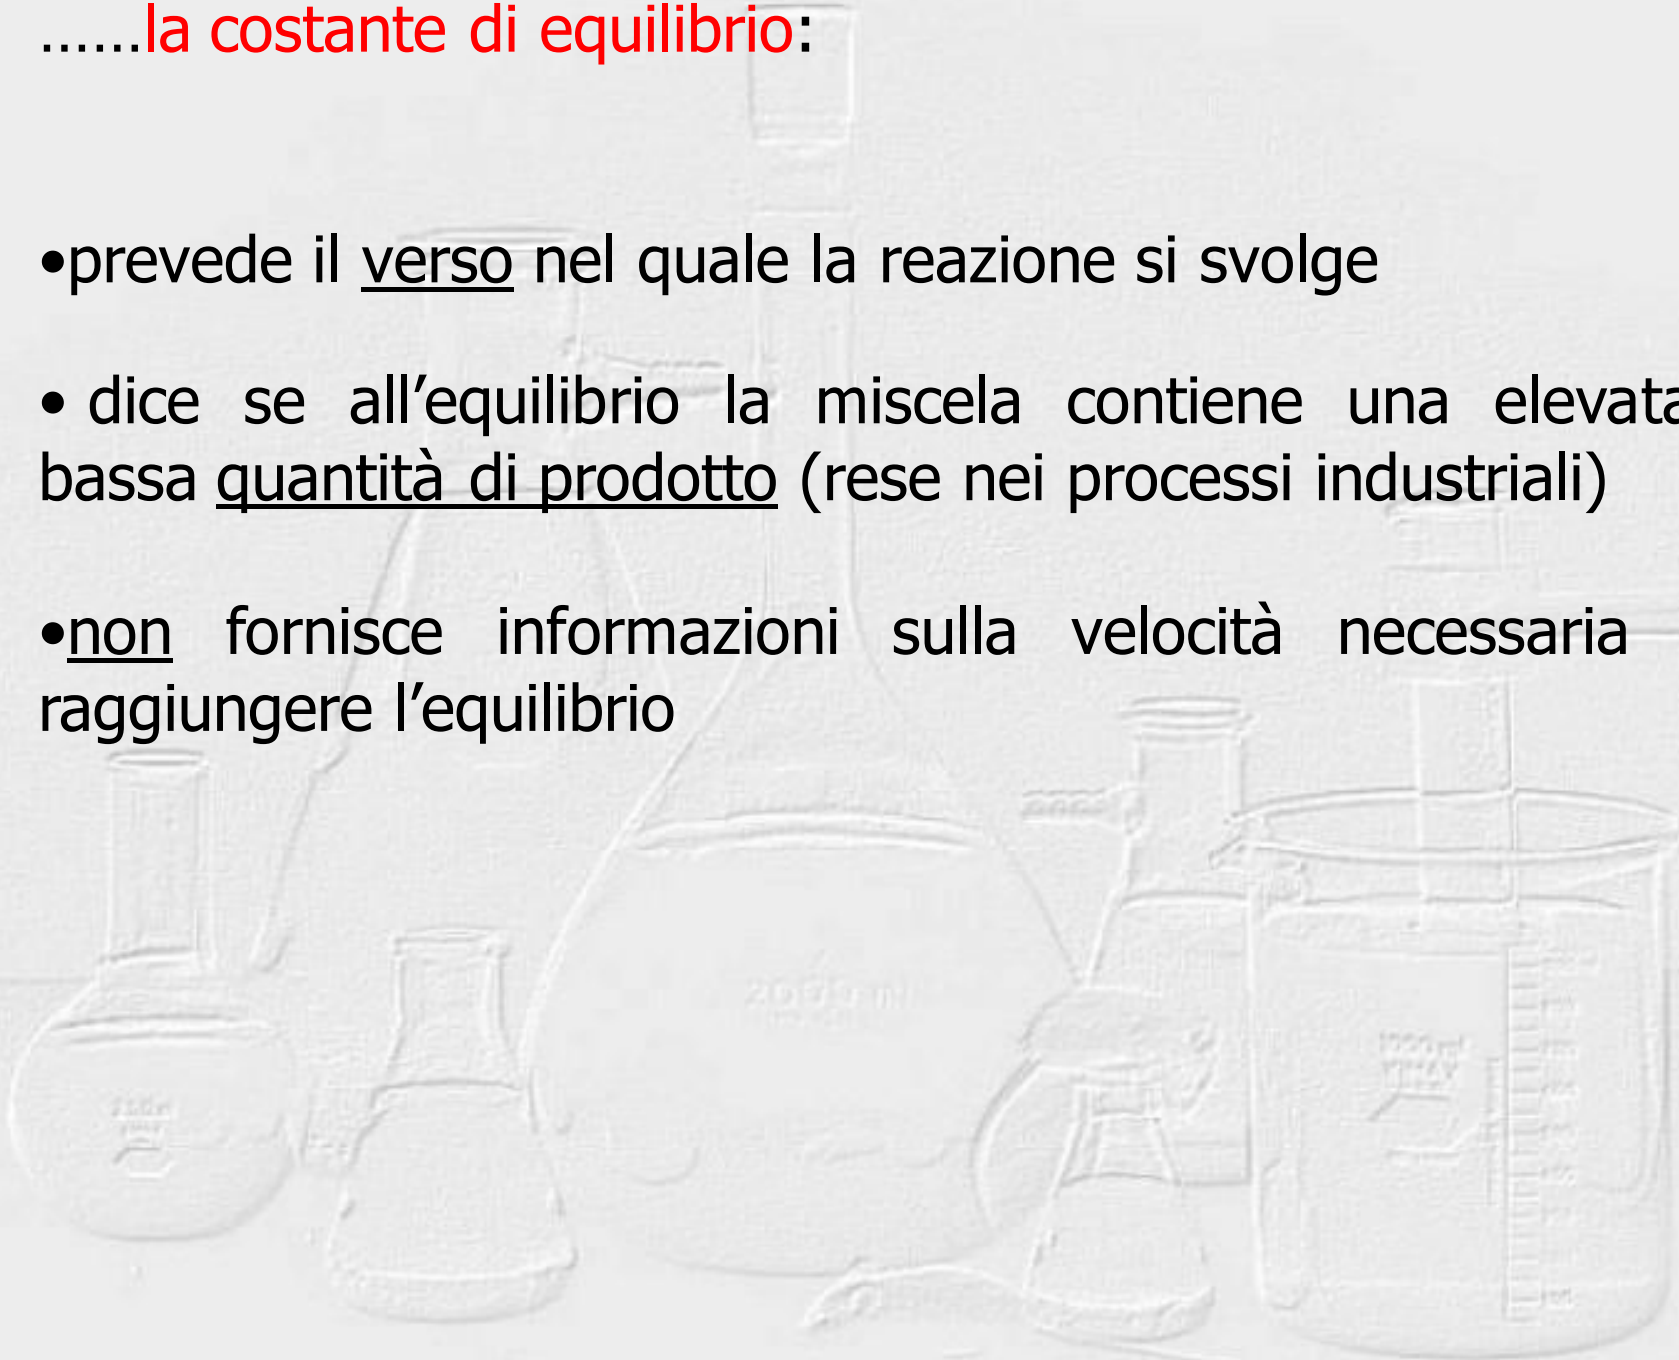 ......la costante di equilibrio:
•prevede il verso nel quale la reazione si svolge
• dice se all’equilibrio la miscela contiene una elevata
bassa quantità di prodotto (rese nei processi industriali)
•non fornisce informazioni sulla velocità necessaria
raggiungere l’equilibrio